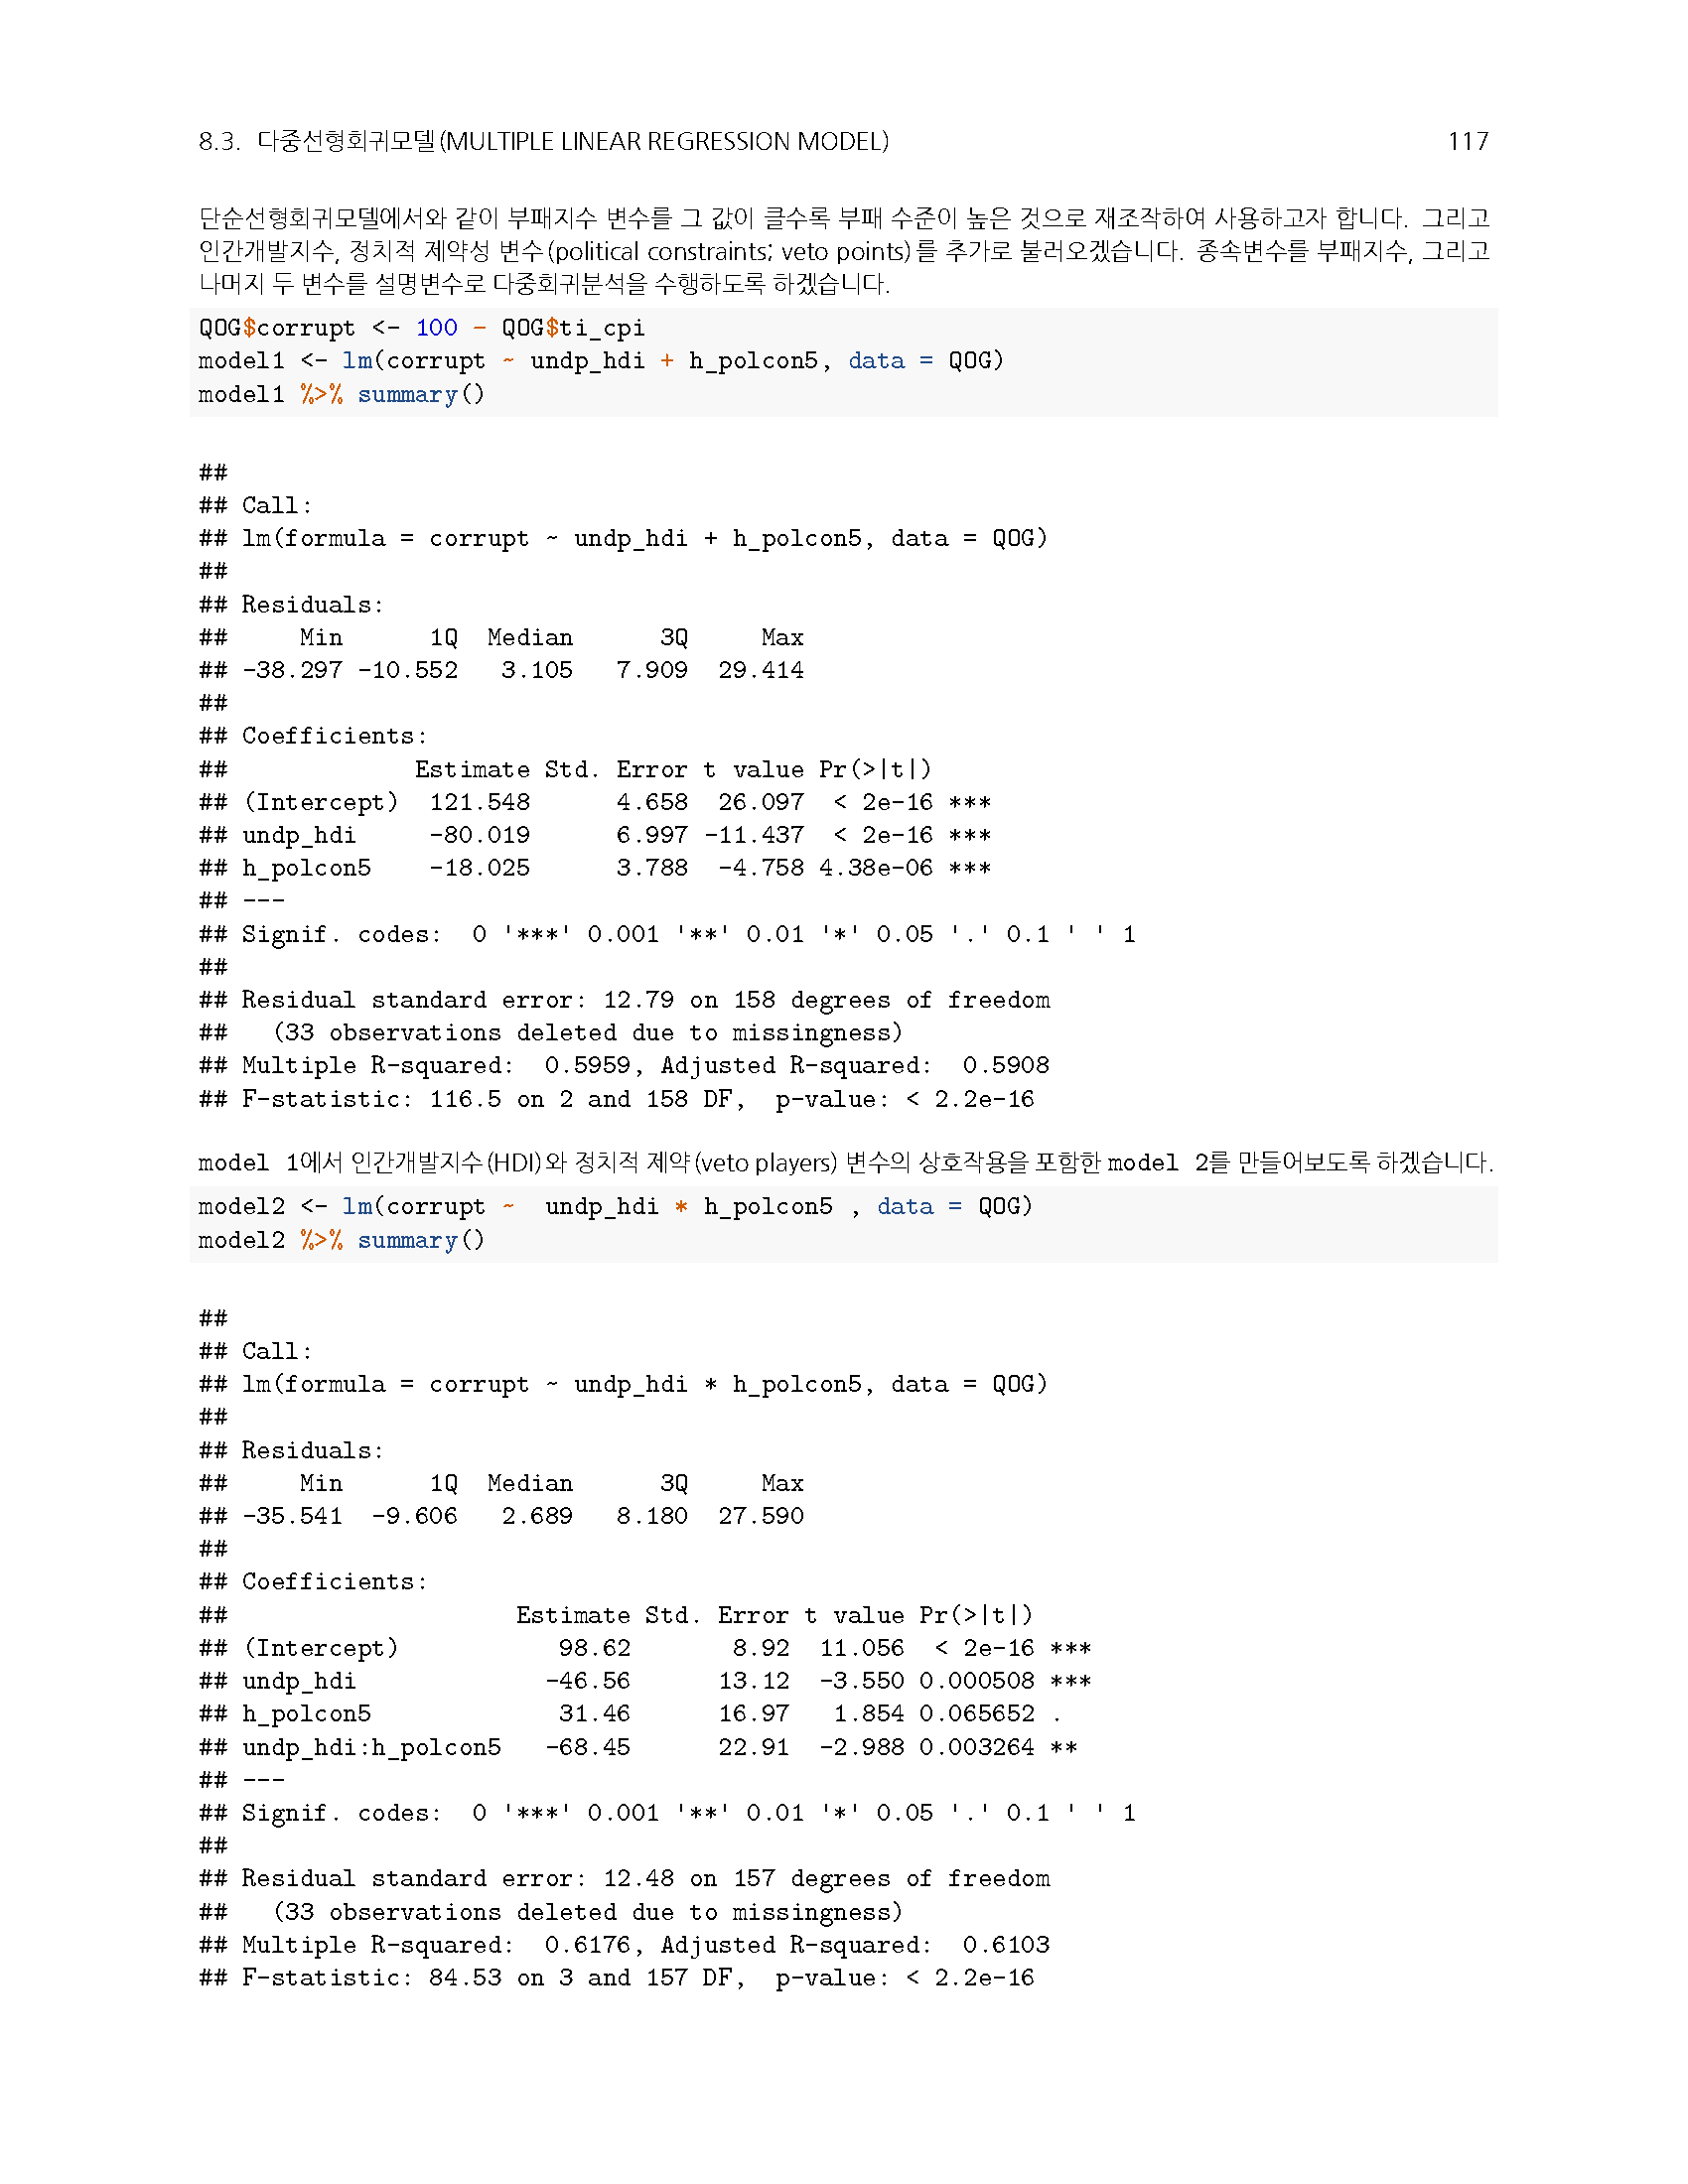 8.3. 다중선형회귀모델(MULTIPLE LINEAR REGRESSION MODEL) 117
단순선형회귀모델에서와 같이 부패지수 변수를 그 값이 클수록 부패 수준이 높은 것으로 재조작하여 사용하고자 합니다. 그리고
인간개발지수, 정치적 제약성 변수(political constraints; veto points)를 추가로 불러오겠습니다. 종속변수를 부패지수, 그리고
나머지 두 변수를 설명변수로 다중회귀분석을 수행하도록 하겠습니다.
QOG$corrupt <- 100 - QOG$ti_cpi
model1 <- lm(corrupt ~ undp_hdi + h_polcon5, data = QOG)
model1 %>% summary()
##
## Call:
## lm(formula = corrupt ~ undp_hdi + h_polcon5, data = QOG)
##
## Residuals:
##     Min      1Q  Median      3Q     Max
## -38.297 -10.552   3.105   7.909  29.414
##
## Coefficients:
##             Estimate Std. Error t value Pr(>|t|)
## (Intercept)  121.548      4.658  26.097  < 2e-16 ***
## undp_hdi     -80.019      6.997 -11.437  < 2e-16 ***
## h_polcon5    -18.025      3.788  -4.758 4.38e-06 ***
## ---
## Signif. codes:  0 '***' 0.001 '**' 0.01 '*' 0.05 '.' 0.1 ' ' 1
##
## Residual standard error: 12.79 on 158 degrees of freedom
##   (33 observations deleted due to missingness)
## Multiple R-squared:  0.5959, Adjusted R-squared:  0.5908
## F-statistic: 116.5 on 2 and 158 DF,  p-value: < 2.2e-16
model 1에서 인간개발지수(HDI)와 정치적 제약(veto players) 변수의 상호작용을 포함한 model 2를 만들어보도록 하겠습니다.
model2 <- lm(corrupt ~  undp_hdi * h_polcon5 , data = QOG)
model2 %>% summary()
##
## Call:
## lm(formula = corrupt ~ undp_hdi * h_polcon5, data = QOG)
##
## Residuals:
##     Min      1Q  Median      3Q     Max
## -35.541  -9.606   2.689   8.180  27.590
##
## Coefficients:
##                    Estimate Std. Error t value Pr(>|t|)
## (Intercept)           98.62       8.92  11.056  < 2e-16 ***
## undp_hdi             -46.56      13.12  -3.550 0.000508 ***
## h_polcon5             31.46      16.97   1.854 0.065652 .
## undp_hdi:h_polcon5   -68.45      22.91  -2.988 0.003264 **
## ---
## Signif. codes:  0 '***' 0.001 '**' 0.01 '*' 0.05 '.' 0.1 ' ' 1
##
## Residual standard error: 12.48 on 157 degrees of freedom
##   (33 observations deleted due to missingness)
## Multiple R-squared:  0.6176, Adjusted R-squared:  0.6103
## F-statistic: 84.53 on 3 and 157 DF,  p-value: < 2.2e-16